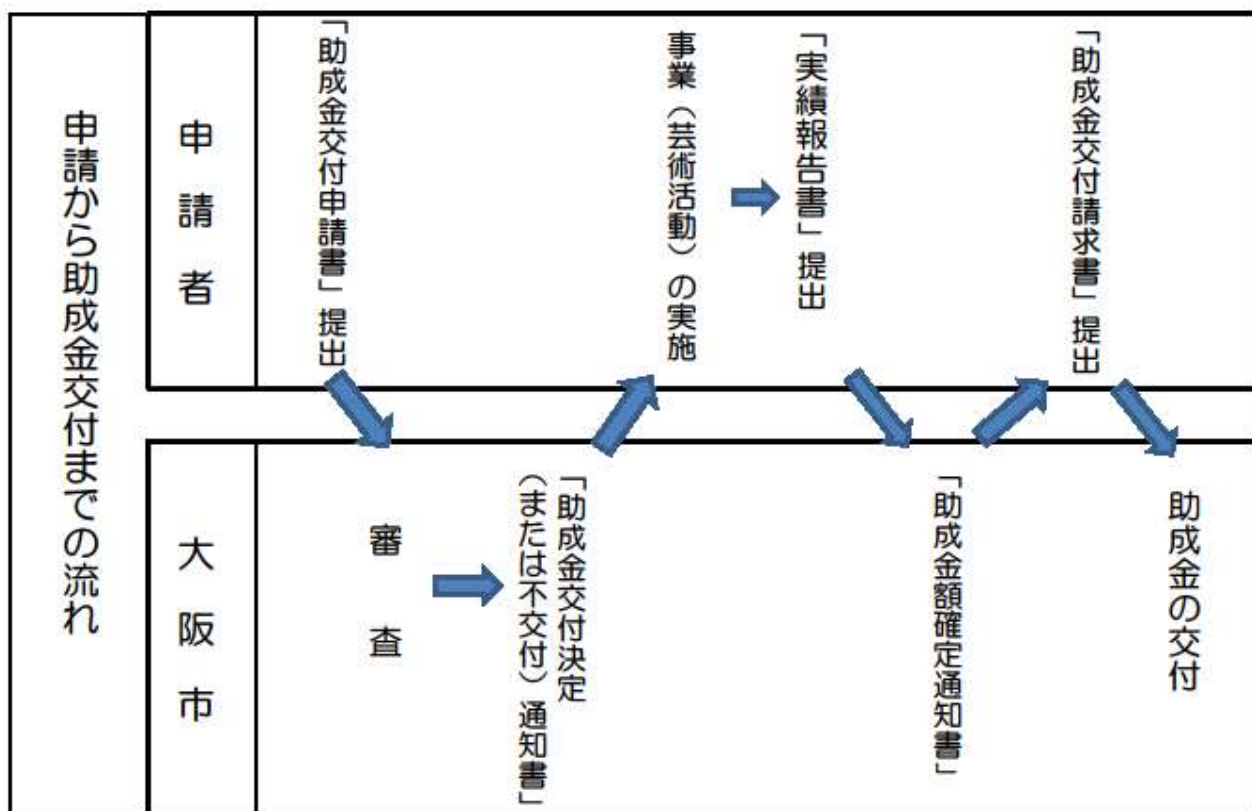 申請から助成金交付までの流れ
申請者
「助成金交付申請書」提出
事業（芸術活動）の実施
「実績報告書」提出
「助成金交付請求書」提出
大阪市
審査
「助成金交付決定
（または不交付）通知書」
「助成金額確定通知書」
助成金の交付